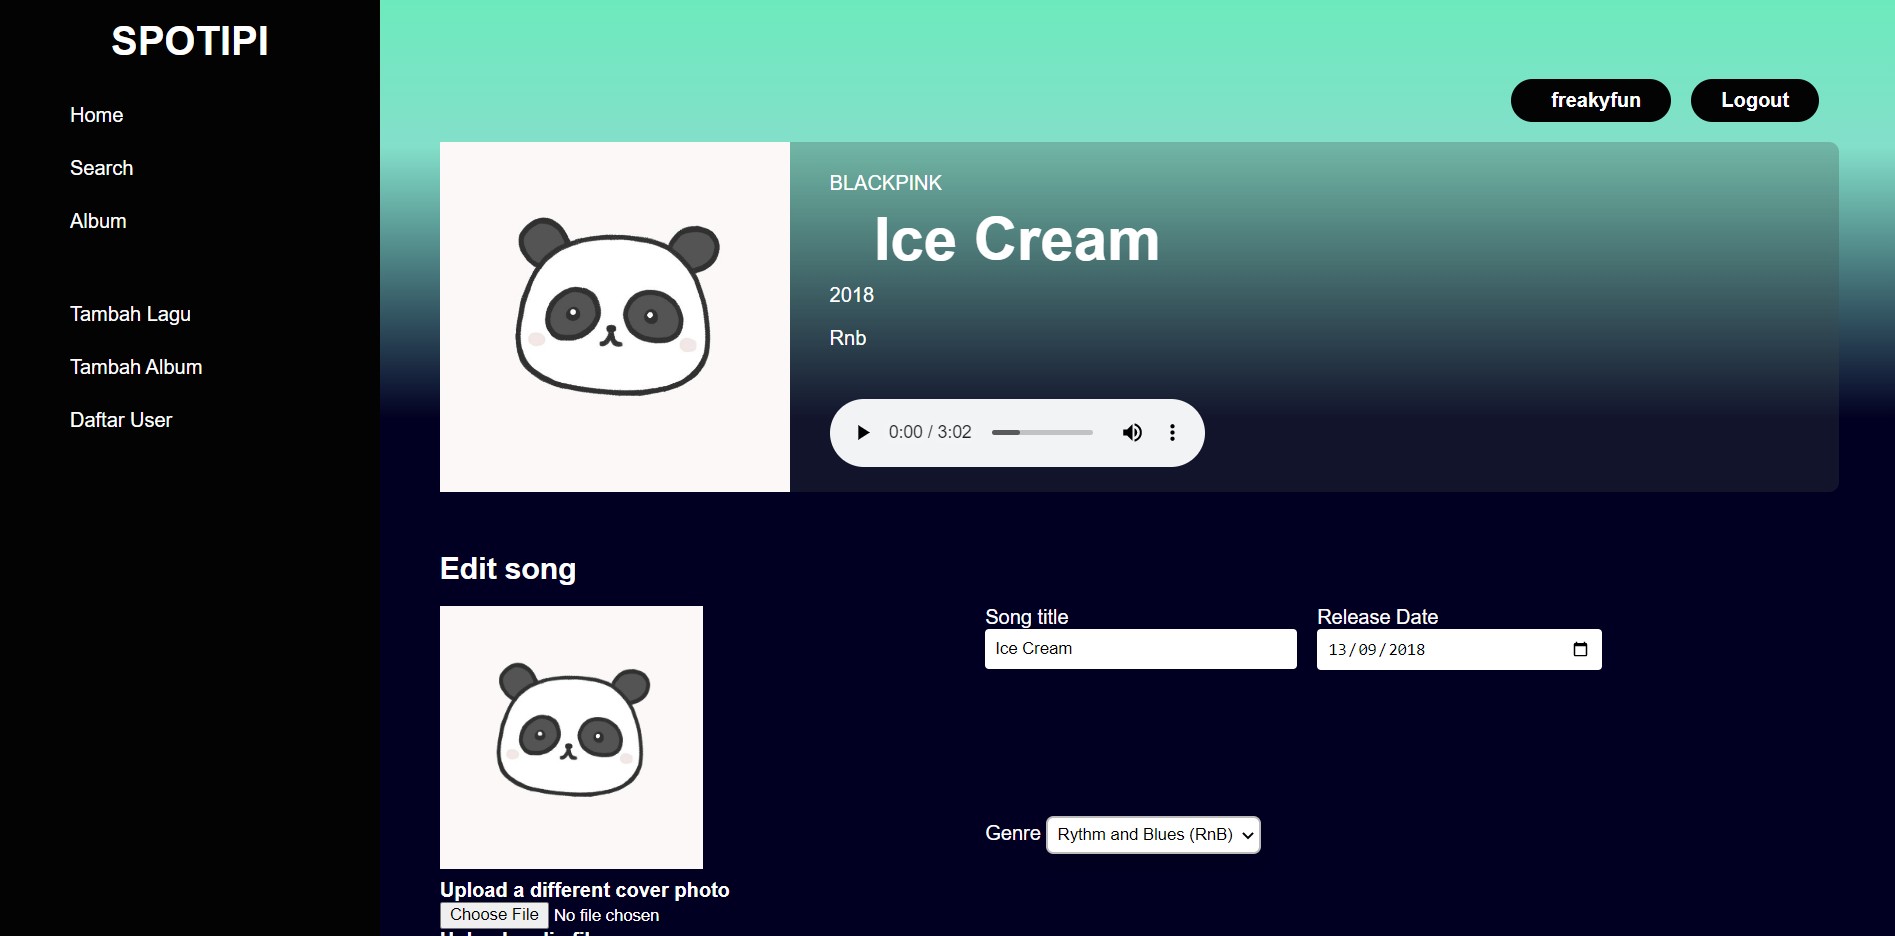 SPOTIPI
Home
Search
Album
Tambah Lagu
Tambah Album
Daftar User
freakyfun
Logout
BLACKPINK
Ice Cream
2018
Rnb
0:00 / 3:02
Edit song
Song title
Release Date
Ice Cream
13/09/2018
Genre
Rythm and Blues (RnB)
Upload a different cover photo
Choose File No file chosen